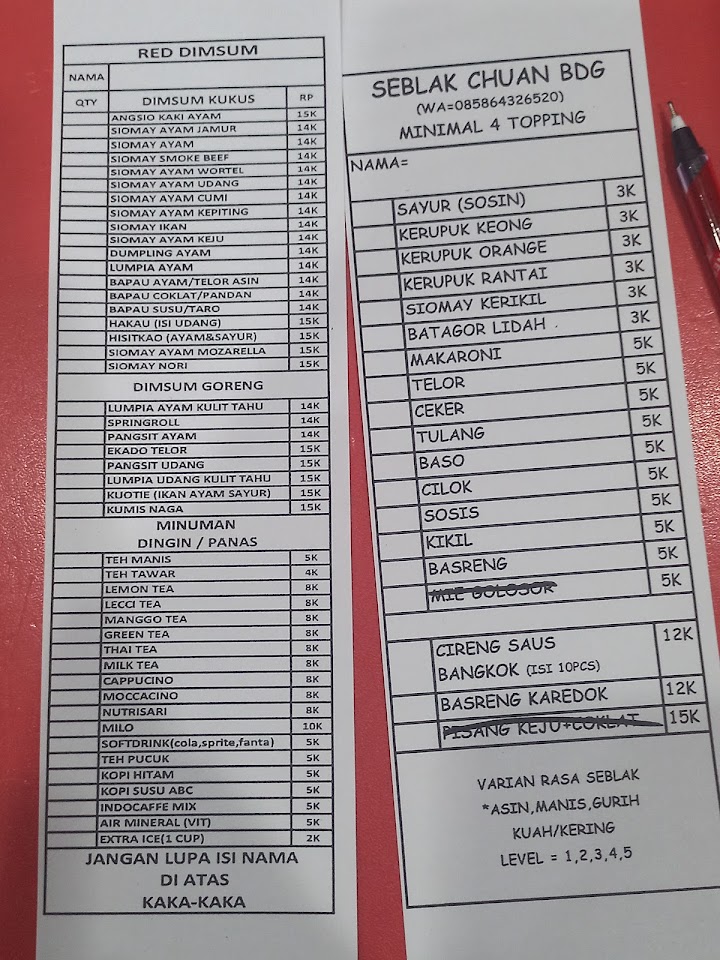 RED DIMSUM
NAMA
QTY DIMSUM KUKUS RP
ANGSIO KAKI AYAM 15K
SIOMAY AYAM JAMUR 14K
SIOMAY AYAM 14K
SIOMAY SMOKE BEEF 14K
SIOMAY AYAM WORTEL 14K
SIOMAY AYAM UDANG 14K
SIOMAY AYAM CUMI 14K
SIOMAY AYAM KEPITING 14K
SIOMAY IKAN 14K
SIOMAY AYAM KEJU 14K
DUMPLING AYAM 14K
LUMPIA AYAM 14K
BAPAU AYAM/TELOR ASIN 14K
BAPAU COKLAT/PANDAN 14K
BAPAU SUSU/TARO 14K
HAKAU (ISI UDANG) 15K
HISITKAO (AYAM&SAYUR) 15K
SIOMAY AYAM MOZARELLA 15K
SIOMAY NORI 15K
DIMSUM GORENG
LUMPIA AYAM KULIT TAHU 14K
SPRINGROLL 14K
PANGSIT AYAM 14K
EKADO TELOR 15K
PANGSIT UDANG 15K
LUMPIA UDANG KULIT TAHU 15K
KUOTIE (IKAN AYAM SAYUR) 15K
KUMIS NAGA 15K
MINUMAN
DINGIN / PANAS
TEH MANIS 5K
TEH TAWAR 4K
LEMON TEA 8K
LECCI TEA 8K
MANGGO TEA 8K
GREEN TEA 8K
THAI TEA 8K
MILK TEA 8K
CAPPUCINO 8K
MOCCACINO 8K
NUTRISARI 8K
MILO 10K
SOFTDRINK(cola,sprite,fanta) 5K
TEH PUCUK 5K
KOPI HITAM 5K
KOPI SUSU ABC 5K
INDOCAFFE MIX 5K
AIR MINERAL (VIT) 5K
EXTRA ICE(1 CUP) 2K
JANGAN LUPA ISI NAMA
DI ATAS
KAKA-KAKA
SEBLAK CHUAN BDG
(WA=085864326520)
MINIMAL 4 TOPPING
NAMA=
SAYUR (SOSIN) 3K
KERUPUK KEONG 3K
KERUPUK ORANGE 3K
KERUPUK RANTAI 3K
SIOMAY KERIKIL 3K
BATAGOR LIDAH 3K
MAKARONI 5K
TELOR 5K
CEKER 5K
TULANG 5K
BASO 5K
CILOK 5K
SOSIS 5K
KIKIL 5K
BASRENG 5K
MIE GOLOSOR 5K
CIRENG SAUS 12K
BANGKOK (ISI 10PCS)
BASRENG KAREDOK 12K
PISANG KEJU+COKLAT 15K
VARIAN RASA SEBLAK
*ASIN,MANIS,GURIH
KUAH/KERING
LEVEL = 1,2,3,4,5